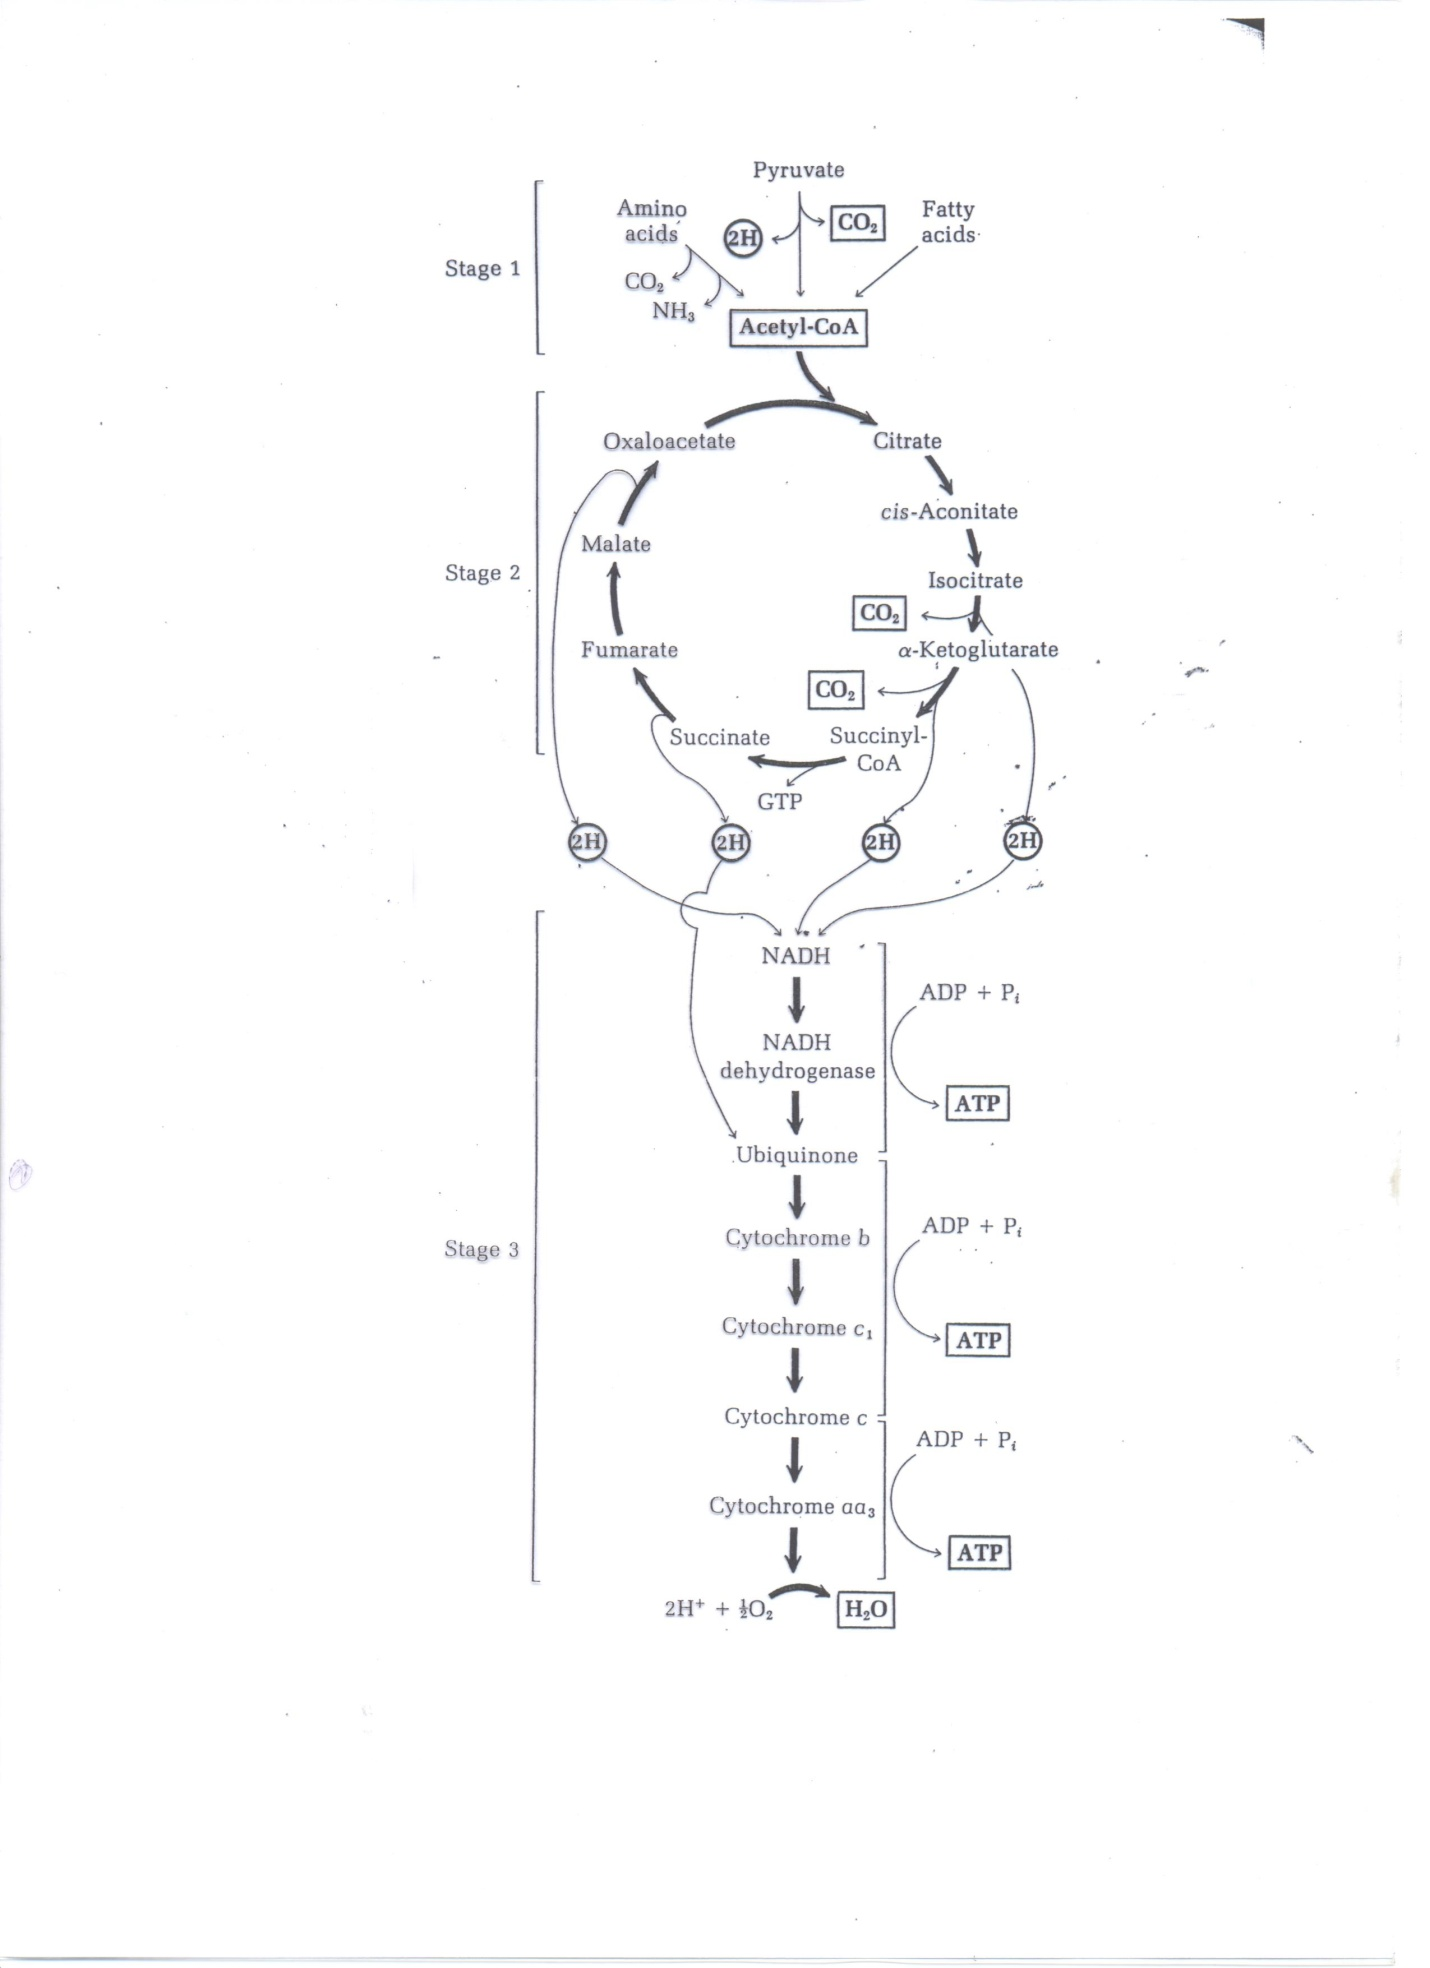 Pyruvate
Amino
acids
2H
CO₂
Fatty
acids
Stage 1
CO₂
NH₃
Acetyl-CoA
Oxaloacetate
Citrate
cis-Aconitate
Malate
Stage 2
Isocitrate
CO₂
Fumarate
α-Ketoglutarate
CO₂
Succinate
Succinyl-
CoA
GTP
2H
2H
2H
2H
NADH
ADP + Pᵢ
NADH
dehydrogenase
ATP
Ubiquinone
ADP + Pᵢ
Cytochrome b
Stage 3
Cytochrome c₁
ATP
Cytochrome c
ADP + Pᵢ
Cytochrome aa₃
ATP
2H⁺ + ½O₂
H₂O